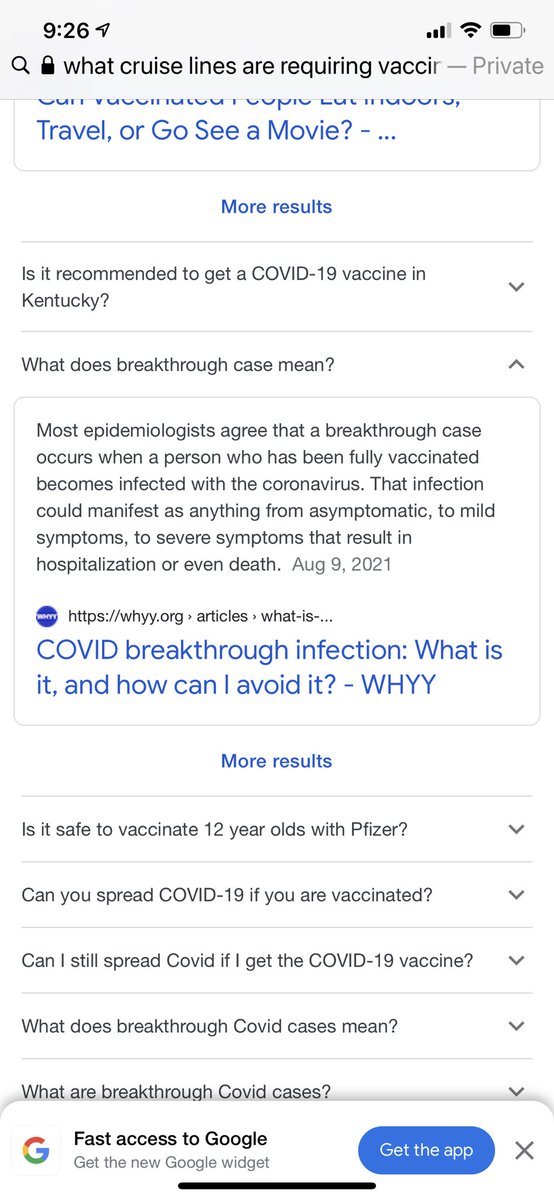 9:26
what cruise lines are requiring vaccir — Private
Can Vaccinated People Eat Indoors,
Travel, or Go See a Movie? - ...
More results
Is it recommended to get a COVID-19 vaccine in
Kentucky?
What does breakthrough case mean?
Most epidemiologists agree that a breakthrough case
occurs when a person who has been fully vaccinated
becomes infected with the coronavirus. That infection
could manifest as anything from asymptomatic, to mild
symptoms, to severe symptoms that result in
hospitalization or even death. Aug 9, 2021
WHYY https://whyy.org › articles › what-is-...
COVID breakthrough infection: What is
it, and how can I avoid it? - WHYY
More results
Is it safe to vaccinate 12 year olds with Pfizer?
Can you spread COVID-19 if you are vaccinated?
Can I still spread Covid if I get the COVID-19 vaccine?
What does breakthrough Covid cases mean?
What are breakthrough Covid cases?
Fast access to Google
Get the new Google widget
Get the app